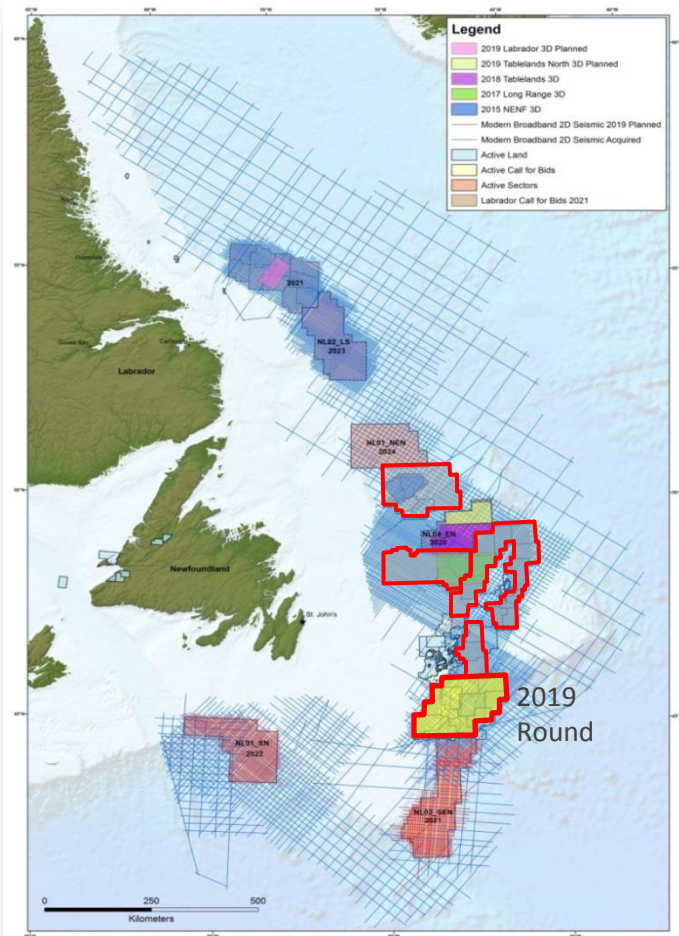 Legend
2019 Labrador 3D Planned
2019 Tablelands North 3D Planned
2018 Tablelands 3D
2017 Long Range 3D
2015 NENF 3D
Modern Broadband 2D Seismic 2019 Planned
Modern Broadband 2D Seismic Acquired
Active Land
Active Call for Bids
Active Sectors
Labrador Call for Bids 2021
2021
NL02_LS
2023
Labrador
NL01_NEN
2024
NL04_EN
2020
Newfoundland
St. John's
2019
Round
NL01_SN
2022
NL02_SEN
2021
0
250
500
Kilometers